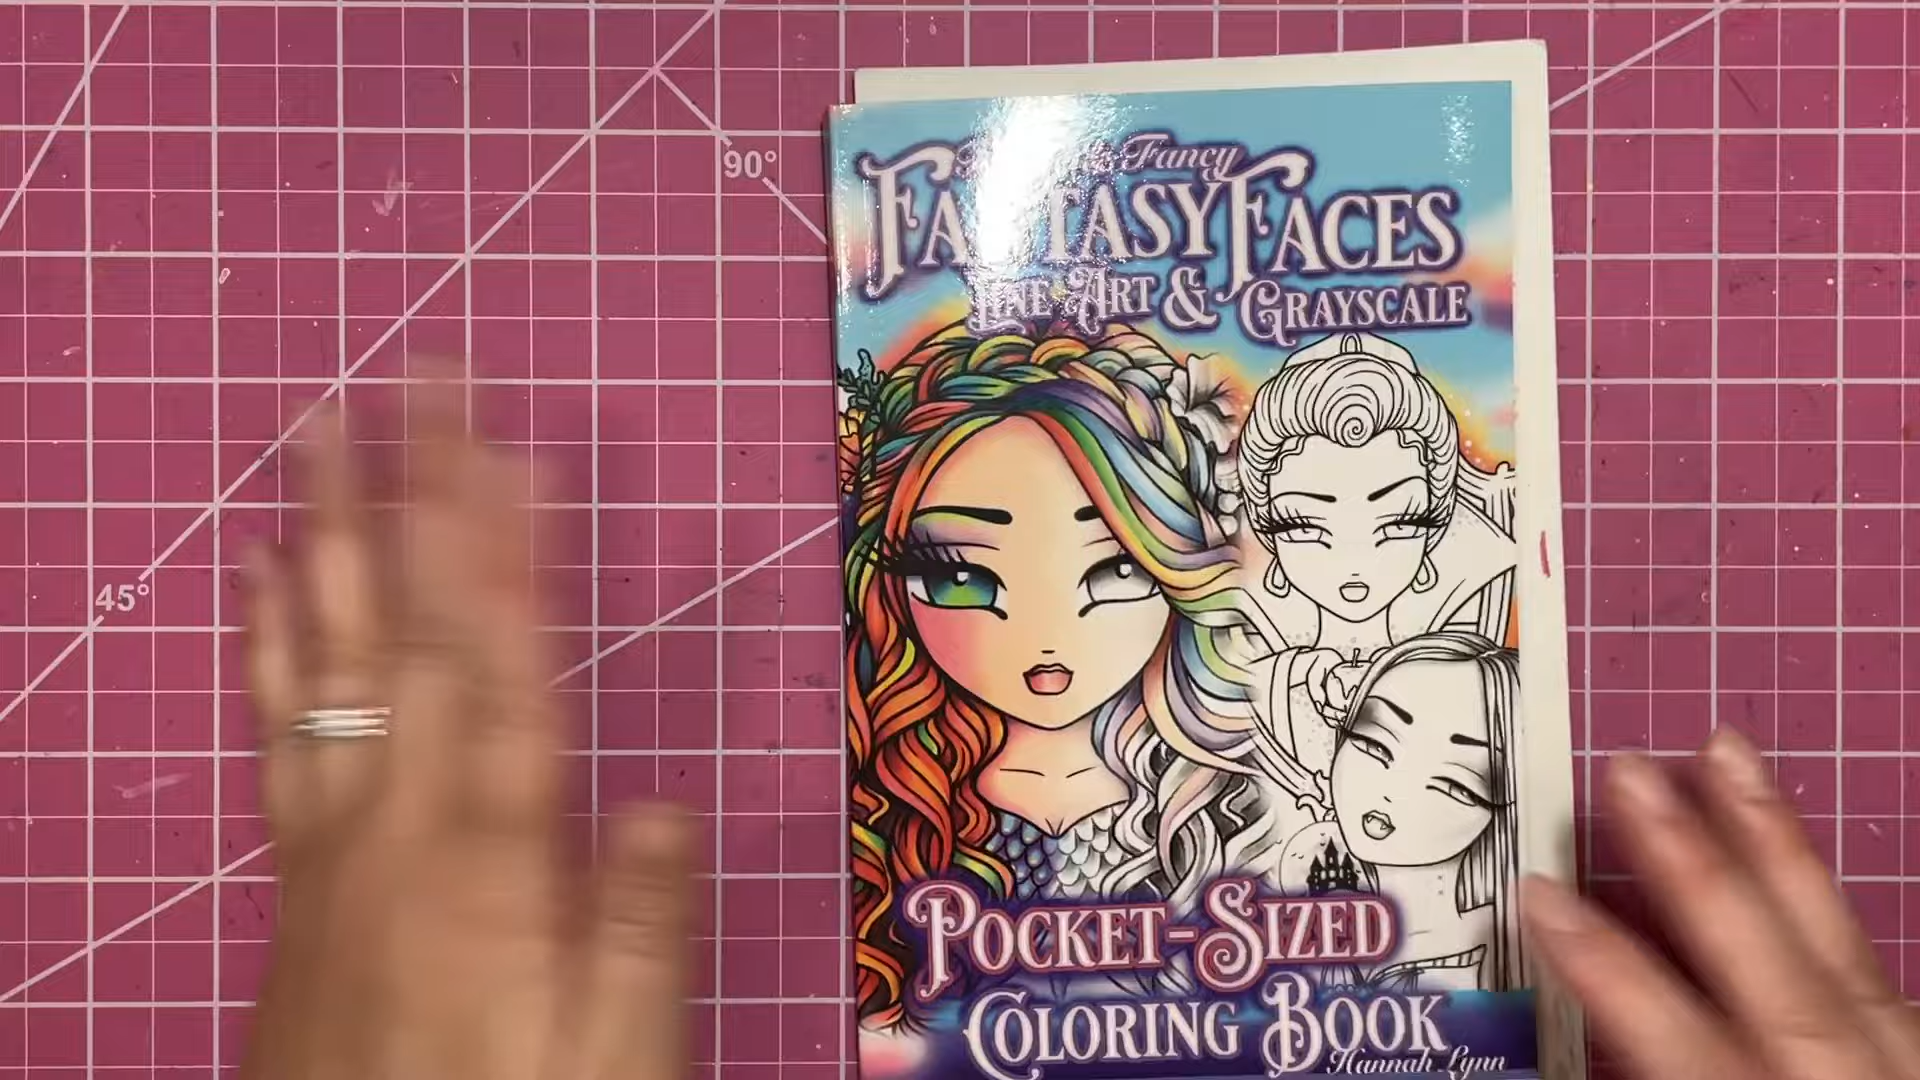 90°
45°
Fancy
Fantasy Faces
Line Art & Grayscale
Pocket-Sized
Coloring Book
Hannah Lynn